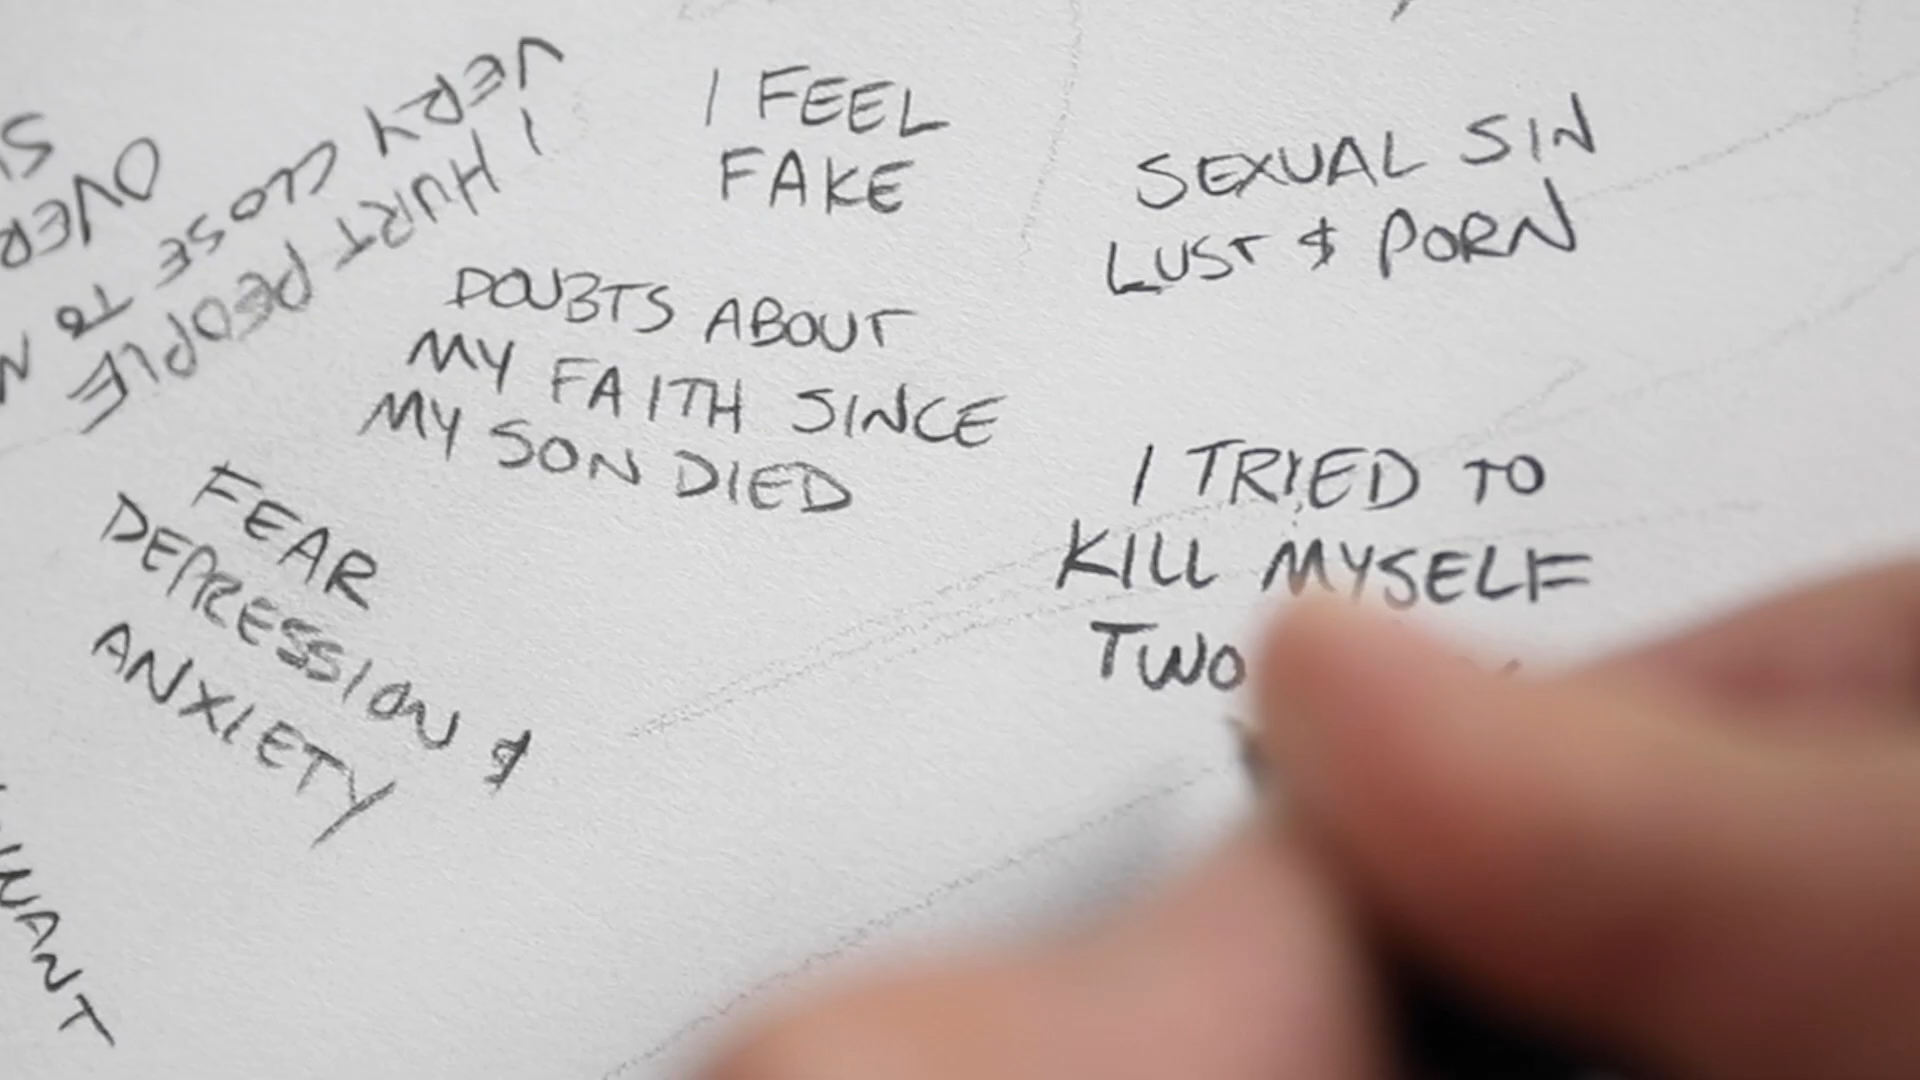 I FEEL
FAKE
SEXUAL SIN
LUST & PORN
I HURT PEOPLE
VERY CLOSE TO
OVER
DOUBTS ABOUT
MY FAITH SINCE
MY SON DIED
FEAR
DEPRESSION &
ANXIETY
I TRIED TO
KILL MYSELF
TWO